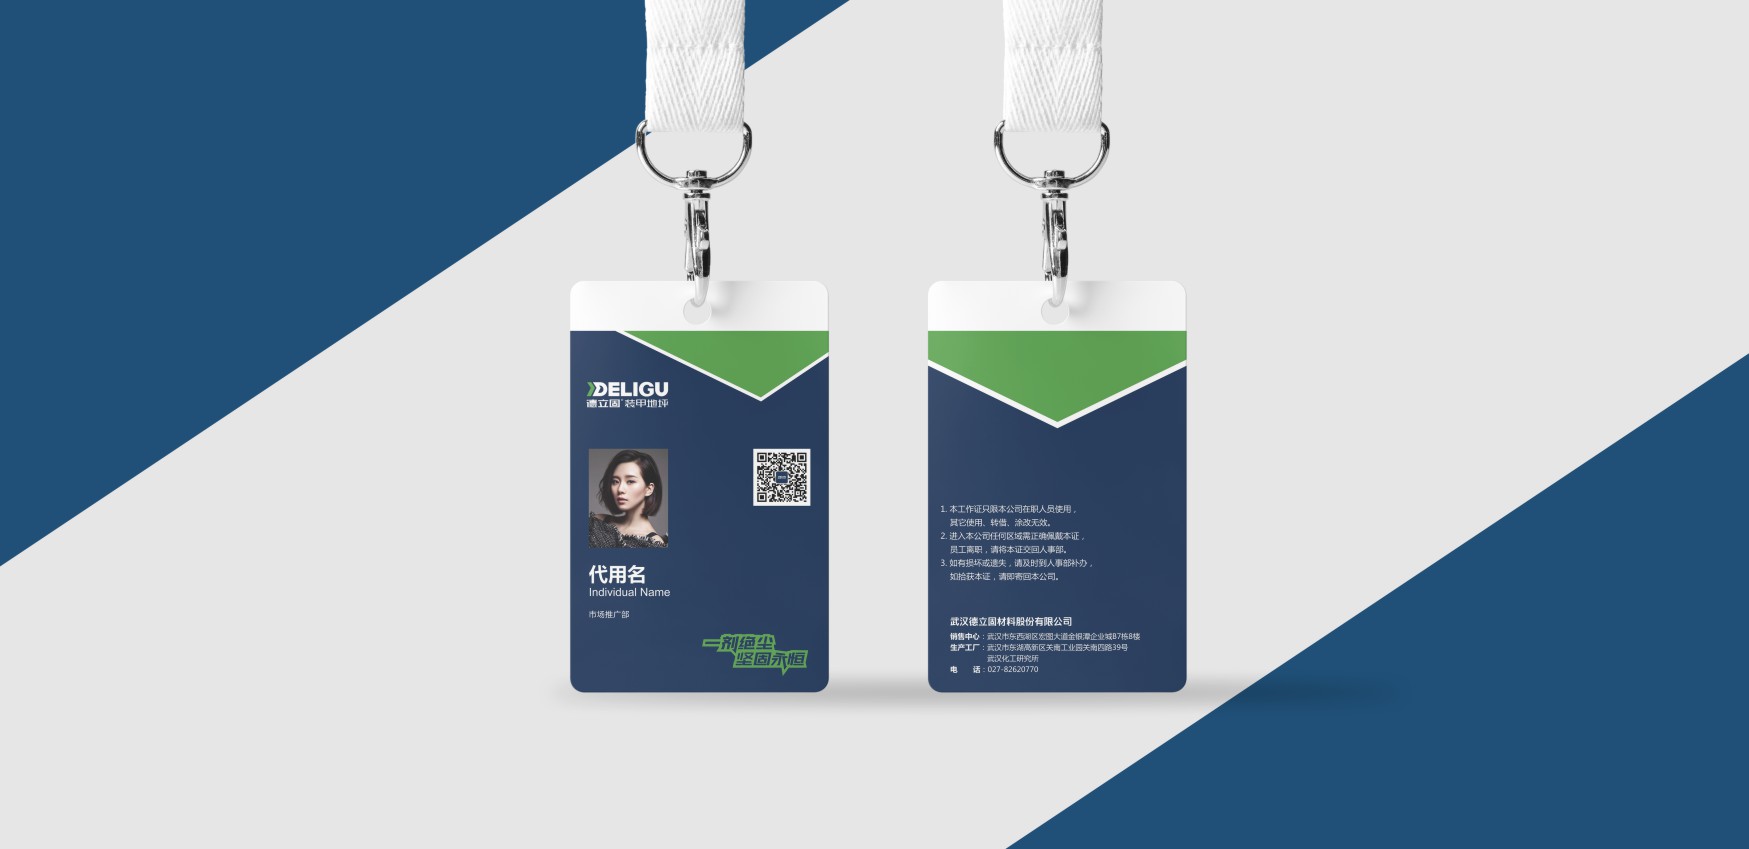 DELIGU
德立固 装甲地坪
代用名
Individual Name
市场推广部
一剂绝尘
坚固永恒
1. 本工作证只限本公司在职人员使用，
其它使用、转借、涂改无效。
2. 进入本公司任何区域需正确佩戴本证，
员工离职，请将本证交回人事部。
3. 如有损坏或遗失，请及时到人事部补办，
如拾获本证，请即寄回本公司。
武汉德立固材料股份有限公司
销售中心：武汉市东西湖区宏图大道金银潭企业城B7栋8楼
生产工厂：武汉市东湖高新区关南工业园关南四路39号
武汉化工研究所
电 话：027-82620770